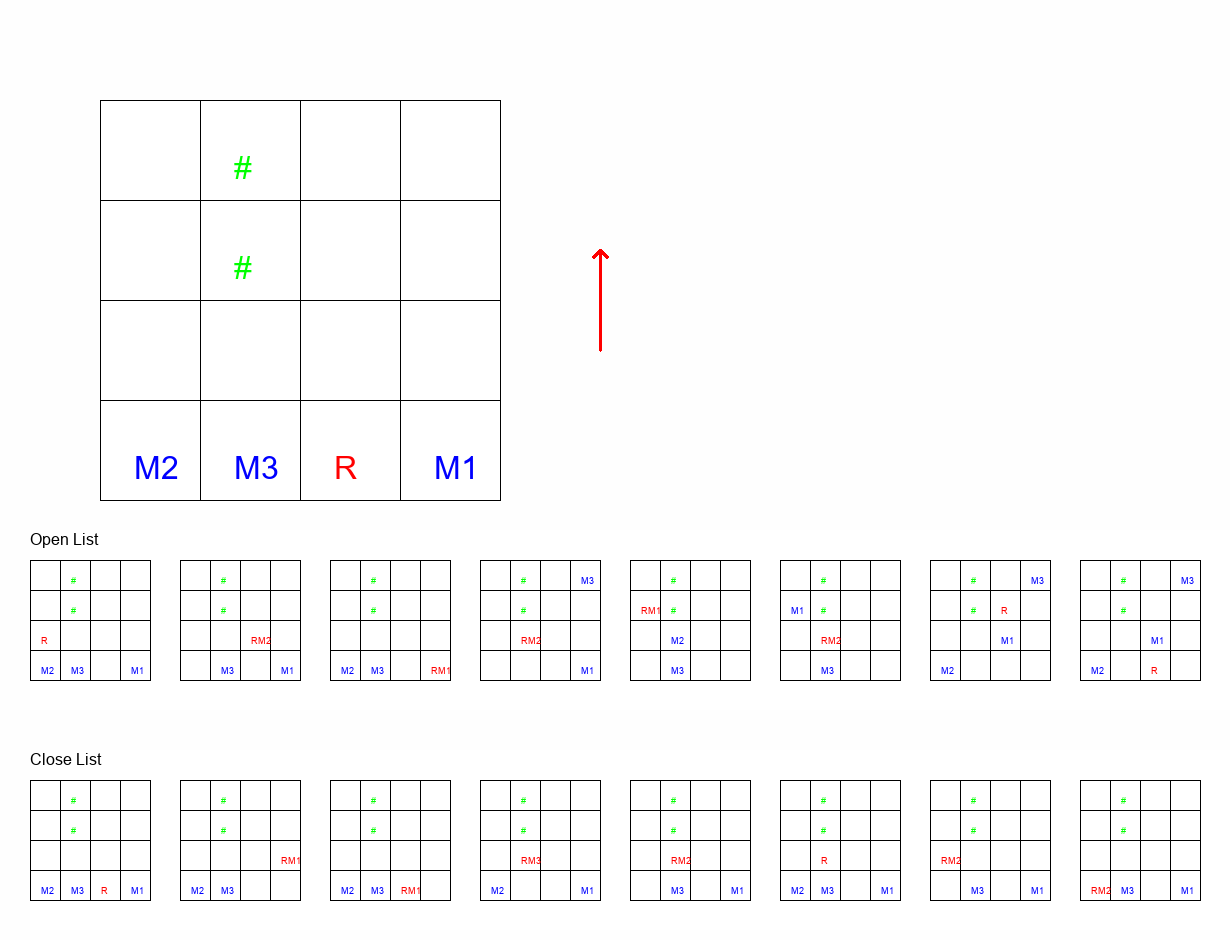 #
#
M2 M3 R M1
Open List
# # # # M3 # # # M3 # M3
# # # # RM1 # M1 # # R #
R RM2 RM2 M2 RM2 M1 M1
M2 M3 M1 M3 M1 M2 M3 RM1 M1 M3 M3 M2 M2 R
Close List
# # # # # # # #
# # # # # # # #
RM1 RM3 RM2 R RM2
M2 M3 R M1 M2 M3 M2 M3 RM1 M2 M1 M3 M1 M2 M3 M1 M3 M1 RM2 M3 M1